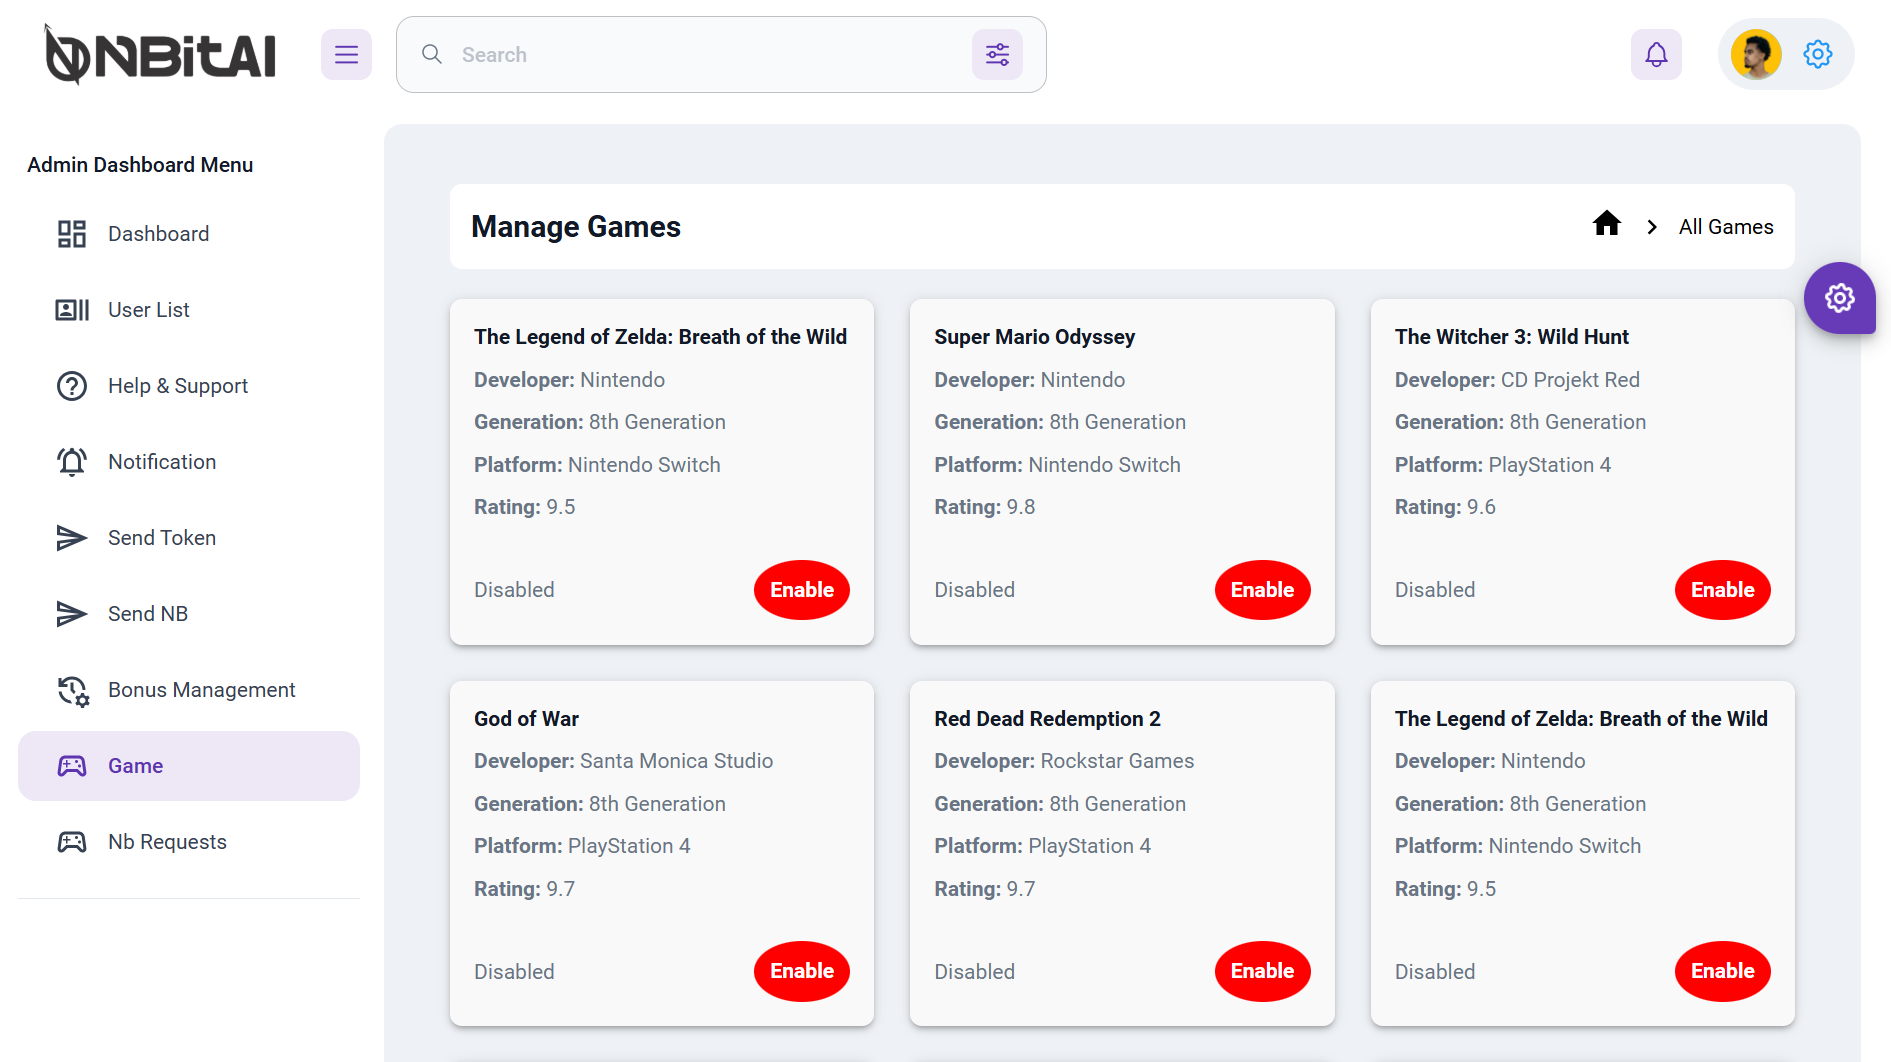 NBitAI
Search
Admin Dashboard Menu
Dashboard
User List
Help & Support
Notification
Send Token
Send NB
Bonus Management
Game
Nb Requests
Manage Games
All Games
The Legend of Zelda: Breath of the Wild
Developer: Nintendo
Generation: 8th Generation
Platform: Nintendo Switch
Rating: 9.5
Disabled
Enable
Super Mario Odyssey
Developer: Nintendo
Generation: 8th Generation
Platform: Nintendo Switch
Rating: 9.8
Disabled
Enable
The Witcher 3: Wild Hunt
Developer: CD Projekt Red
Generation: 8th Generation
Platform: PlayStation 4
Rating: 9.6
Disabled
Enable
God of War
Developer: Santa Monica Studio
Generation: 8th Generation
Platform: PlayStation 4
Rating: 9.7
Disabled
Enable
Red Dead Redemption 2
Developer: Rockstar Games
Generation: 8th Generation
Platform: PlayStation 4
Rating: 9.7
Disabled
Enable
The Legend of Zelda: Breath of the Wild
Developer: Nintendo
Generation: 8th Generation
Platform: Nintendo Switch
Rating: 9.5
Disabled
Enable